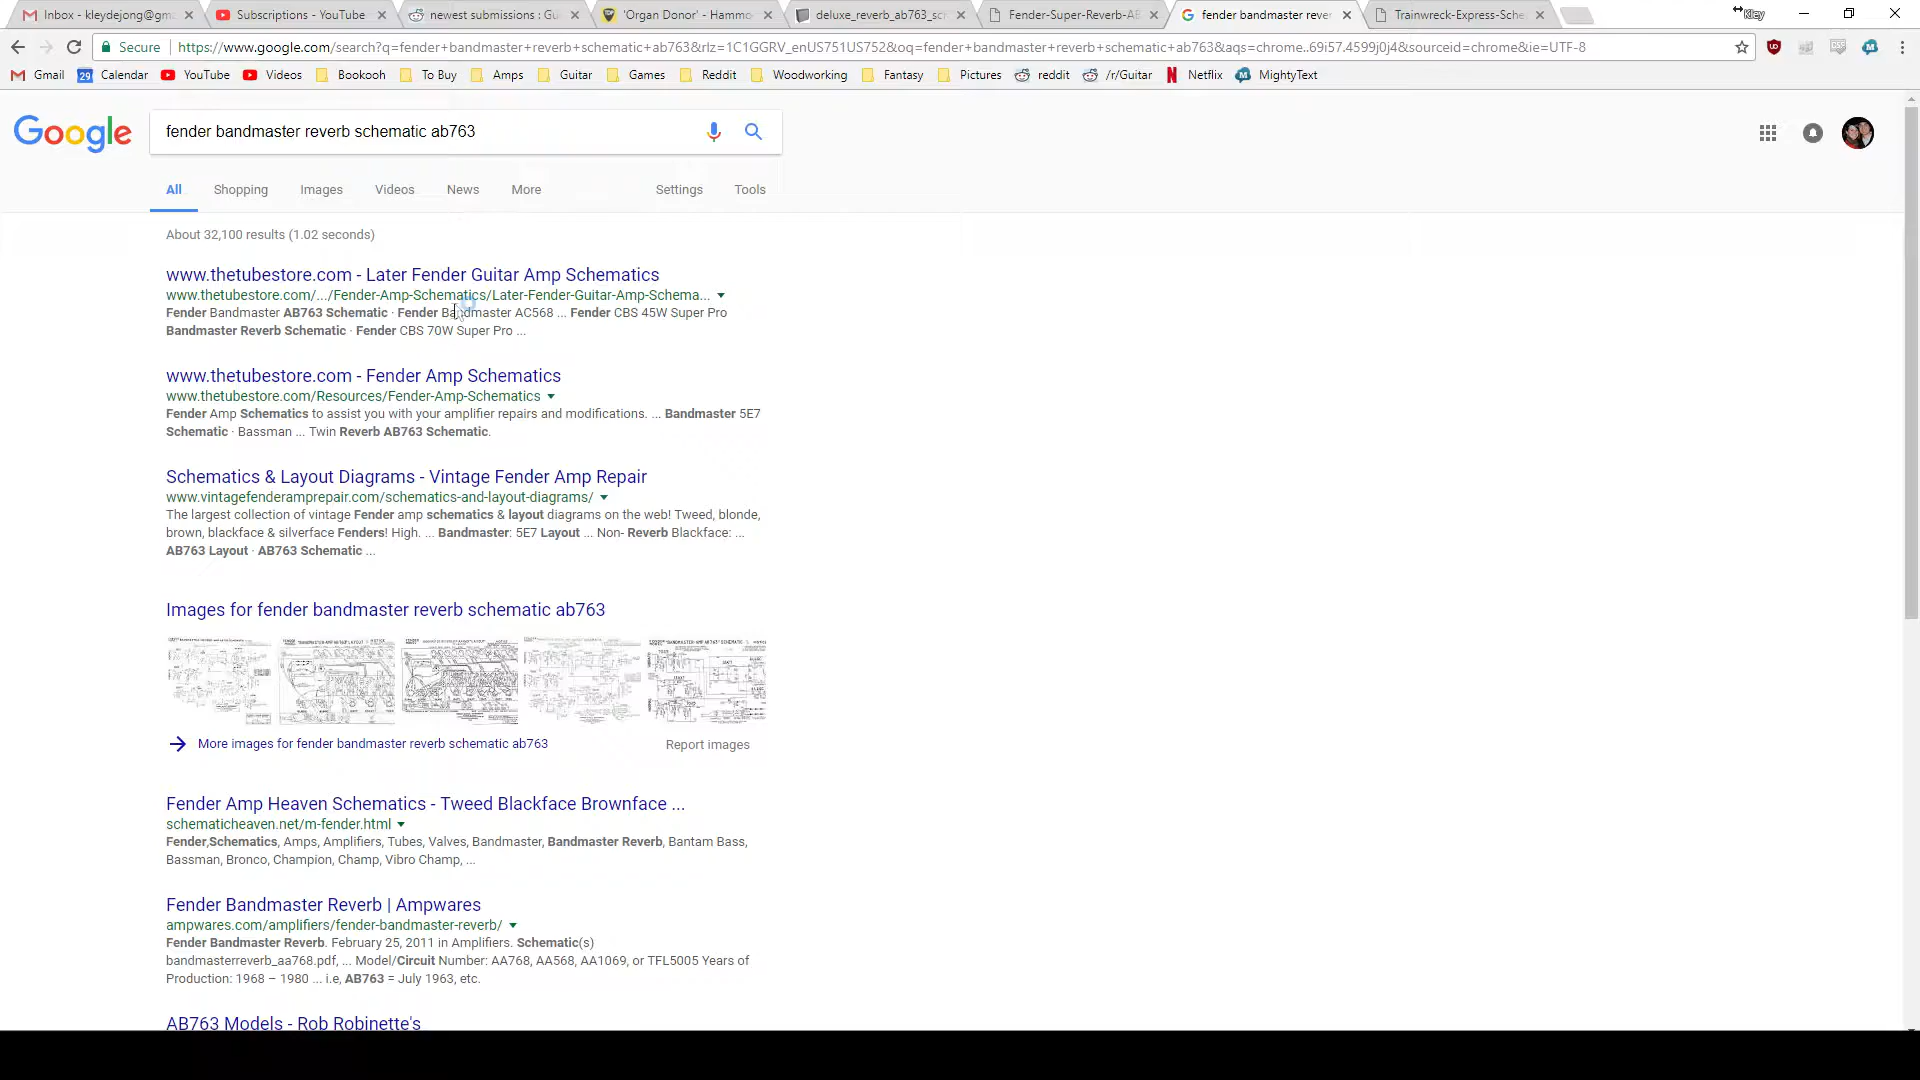 Inbox - kleydejong@gm
Subscriptions - YouTube
newest submissions : Gu
'Organ Donor' - Hammo
deluxe_reverb_ab763_sc
Fender-Super-Reverb-AB
fender bandmaster rever
Trainwreck-Express-Sche
Kley
Secure
https://www.google.com/search?q=fender+bandmaster+reverb+schematic+ab763&rlz=1C1GGRV_enUS751US752&oq=fender+bandmaster+reverb+schematic+ab763&aqs=chrome..69i57.4599j0j4&sourceid=chrome&ie=UTF-8
Gmail
29 Calendar
YouTube
Videos
Bookooh
To Buy
Amps
Guitar
Games
Reddit
Woodworking
Fantasy
Pictures
reddit
/r/Guitar
Netflix
MightyText
Google
fender bandmaster reverb schematic ab763
All Shopping Images Videos News More Settings Tools
About 32,100 results (1.02 seconds)
www.thetubestore.com - Later Fender Guitar Amp Schematics
www.thetubestore.com/.../Fender-Amp-Schematics/Later-Fender-Guitar-Amp-Schema...
Fender Bandmaster AB763 Schematic · Fender Bandmaster AC568 ... Fender CBS 45W Super Pro
Bandmaster Reverb Schematic · Fender CBS 70W Super Pro ...
www.thetubestore.com - Fender Amp Schematics
www.thetubestore.com/Resources/Fender-Amp-Schematics
Fender Amp Schematics to assist you with your amplifier repairs and modifications. ... Bandmaster 5E7
Schematic · Bassman ... Twin Reverb AB763 Schematic.
Schematics & Layout Diagrams - Vintage Fender Amp Repair
www.vintagefenderamprepair.com/schematics-and-layout-diagrams/
The largest collection of vintage Fender amp schematics & layout diagrams on the web! Tweed, blonde,
brown, blackface & silverface Fenders! High. ... Bandmaster: 5E7 Layout ... Non- Reverb Blackface: ...
AB763 Layout · AB763 Schematic ...
Images for fender bandmaster reverb schematic ab763
More images for fender bandmaster reverb schematic ab763
Report images
Fender Amp Heaven Schematics - Tweed Blackface Brownface ...
schematicheaven.net/m-fender.html
Fender,Schematics, Amps, Amplifiers, Tubes, Valves, Bandmaster, Bandmaster Reverb, Bantam Bass,
Bassman, Bronco, Champion, Champ, Vibro Champ, ...
Fender Bandmaster Reverb | Ampwares
ampwares.com/amplifiers/fender-bandmaster-reverb/
Fender Bandmaster Reverb. February 25, 2011 in Amplifiers. Schematic(s)
bandmasterreverb_aa768.pdf, ... Model/Circuit Number: AA768, AA568, AA1069, or TFL5005 Years of
Production: 1968 – 1980 ... i.e, AB763 = July 1963, etc.
AB763 Models - Rob Robinette's